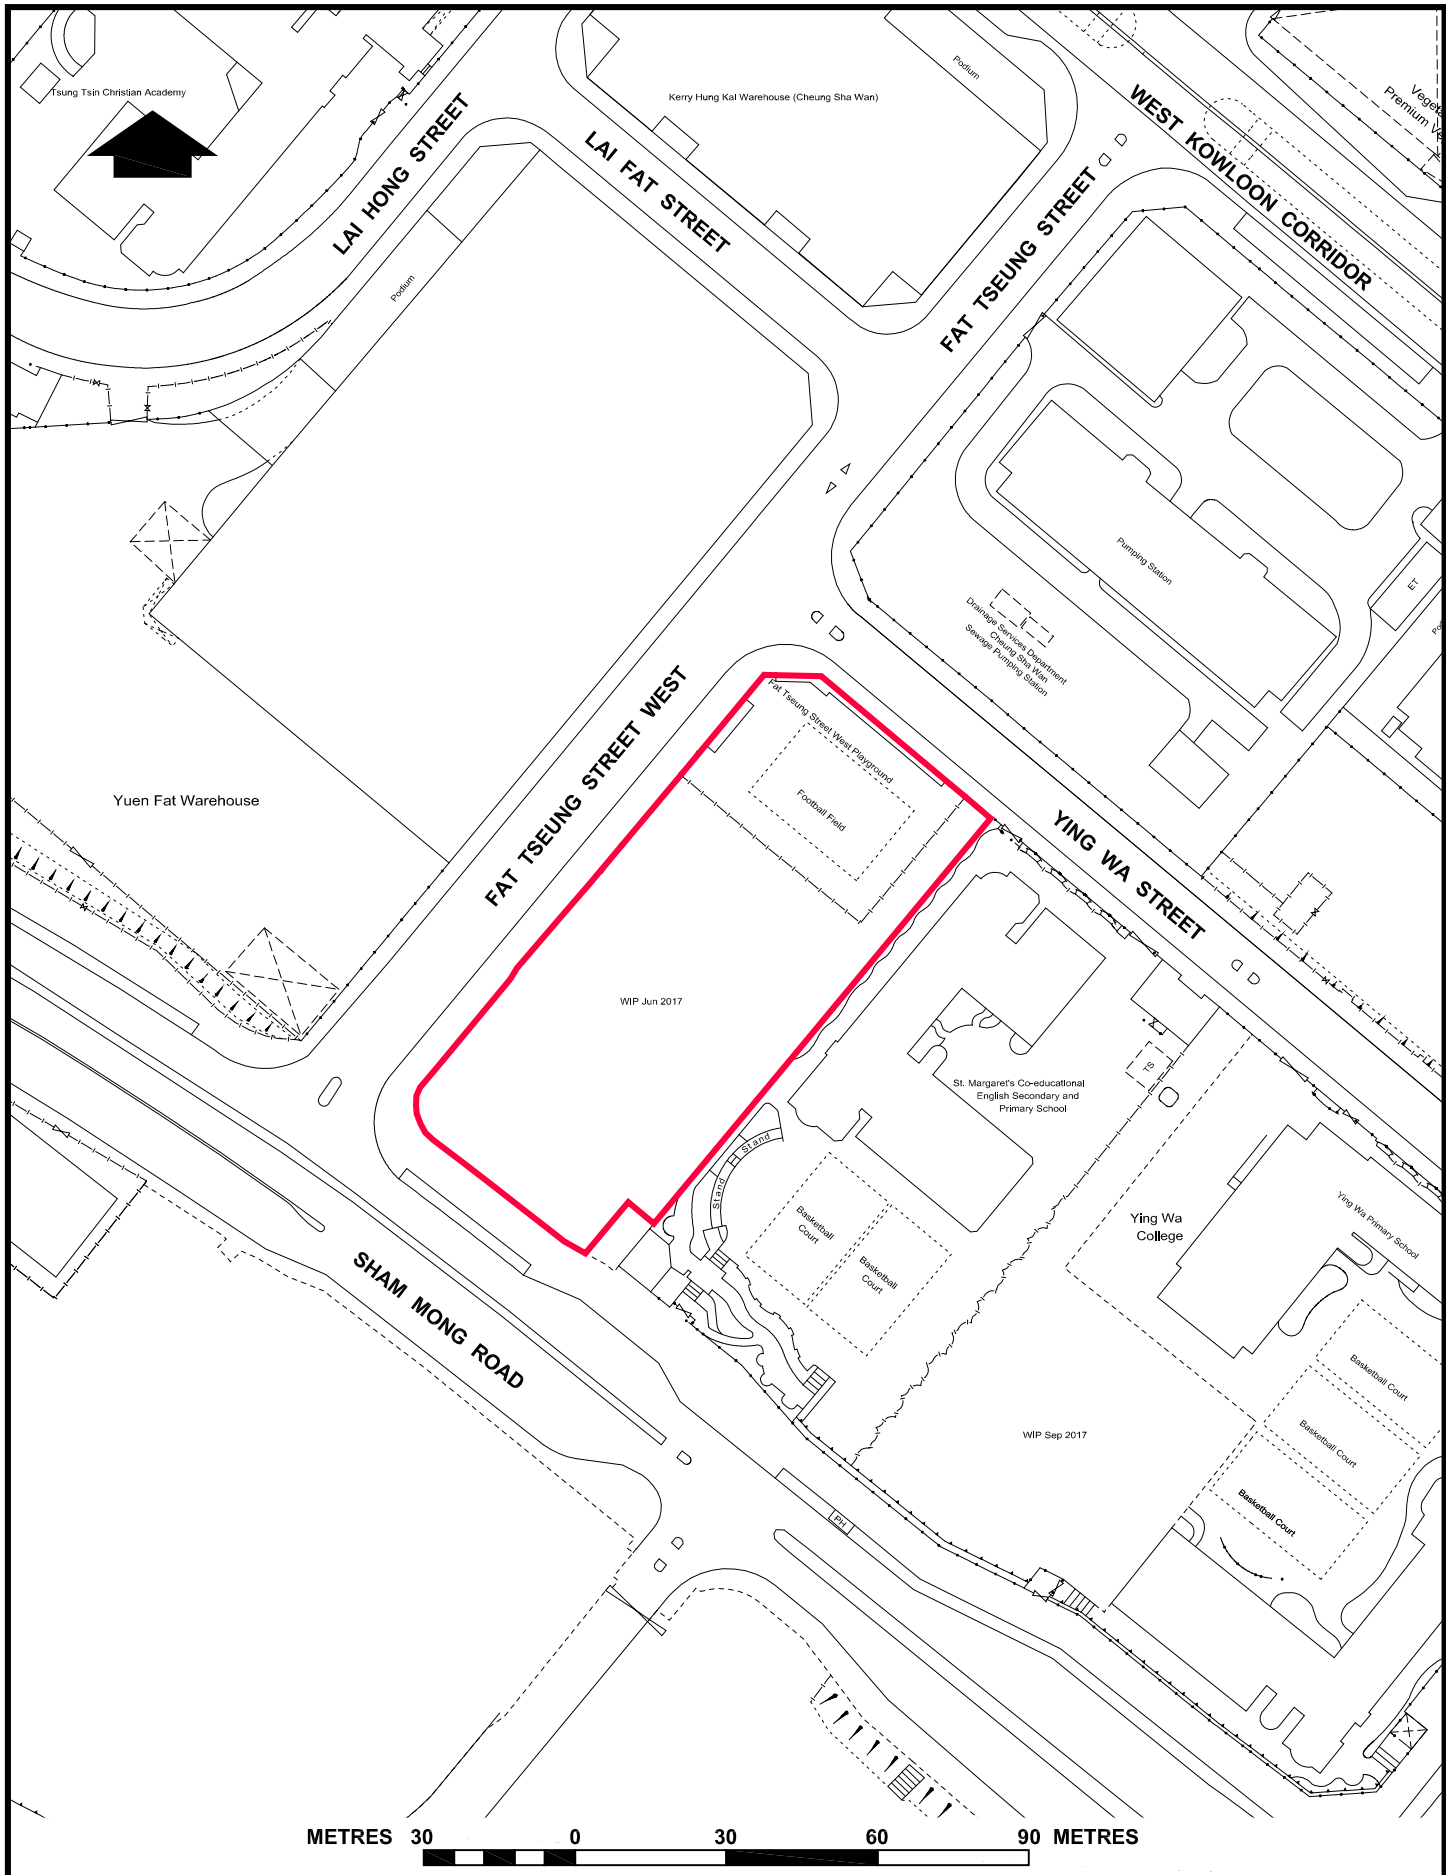 Tsung Tsin Christian Academy
LAI HONG STREET
Kerry Hung Kai Warehouse (Cheung Sha Wan)
Podium
LAI FAT STREET
WEST KOWLOON CORRIDOR
Premium
FAT TSEUNG STREET
Podium
Pumping Station
ET
Drainage Services Department
Cheung Sha Wan
Sewage Pumping Station
FAT TSEUNG STREET WEST
Fat Tseung Street West Playground
Football Field
Yuen Fat Warehouse
YING WA STREET
WIP Jun 2017
TS
St. Margaret's Co-educational
English Secondary and
Primary School
Stand
Stand
Basketball
Court
Basketball
Court
Ying Wa
College
Ying Wa Primary School
SHAM MONG ROAD
Basketball Court
Basketball Court
Basketball Court
WIP Sep 2017
PH
METRES 30 0 30 60 90 METRES